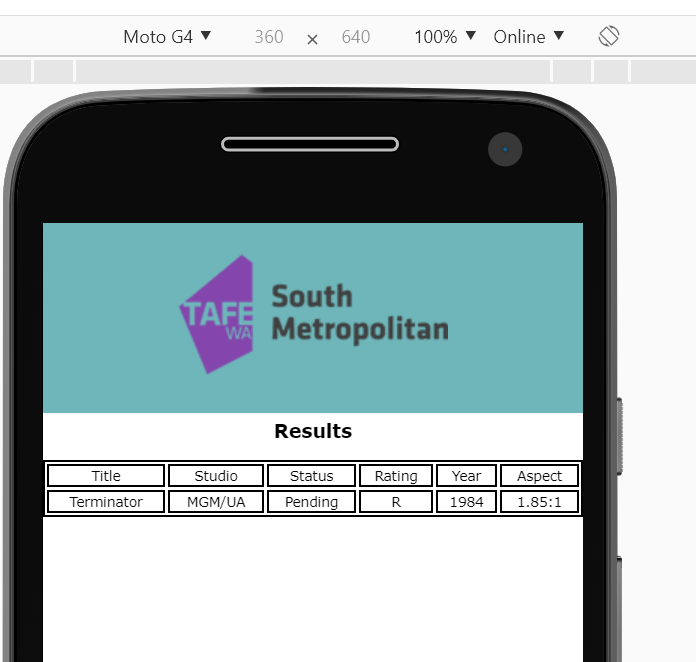 Moto G4 ▼ 360 × 640 100% ▼ Online ▼
TAFE
WA
South
Metropolitan
Results
Title Studio Status Rating Year Aspect
Terminator MGM/UA Pending R 1984 1.85:1